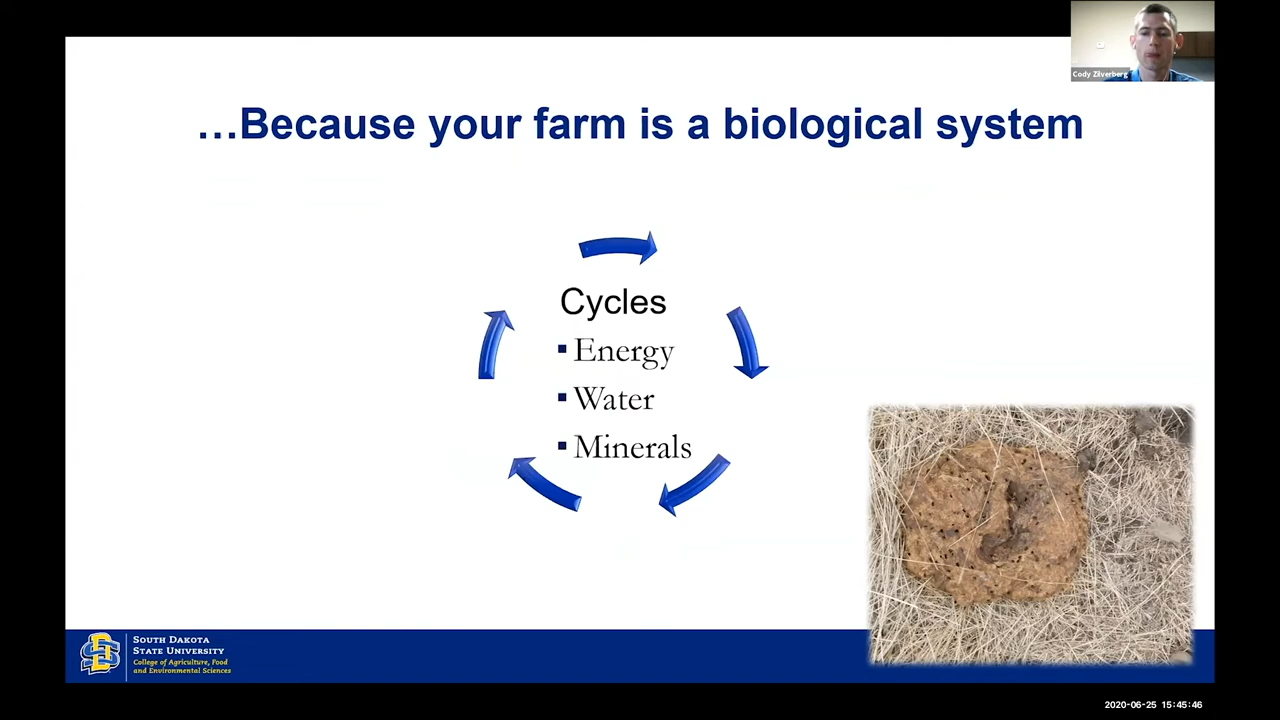 Cody Zilverberg
…Because your farm is a biological system
Cycles
▪ Energy
▪ Water
▪ Minerals
SOUTH DAKOTA
STATE UNIVERSITY
College of Agriculture, Food
and Environmental Sciences
2020-06-25 15:45:46